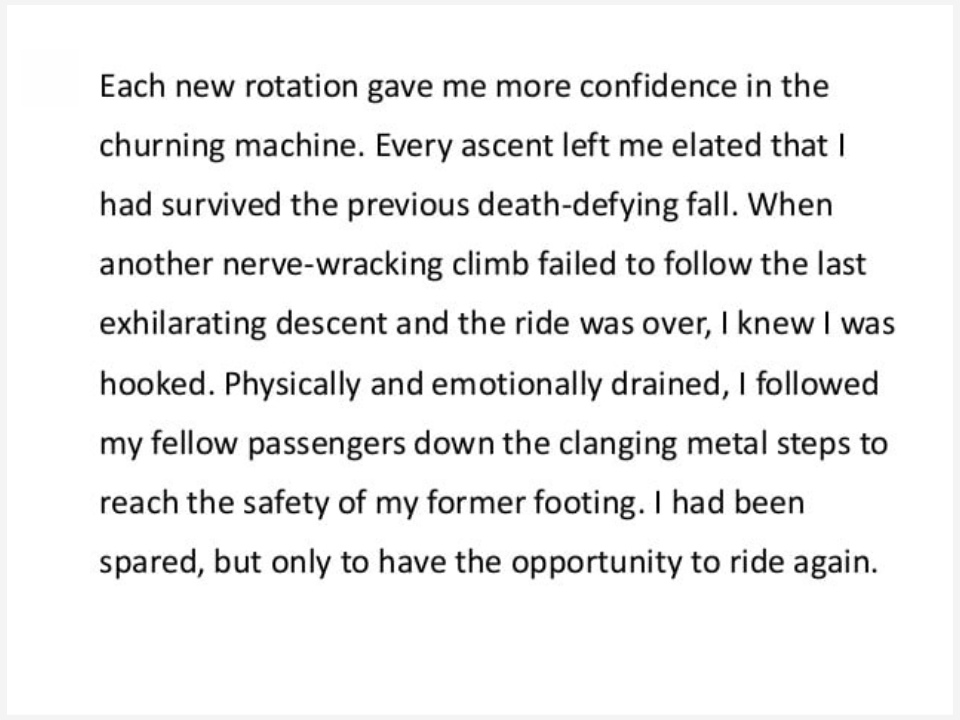 Each new rotation gave me more confidence in the
churning machine. Every ascent left me elated that I
had survived the previous death-defying fall. When
another nerve-wracking climb failed to follow the last
exhilarating descent and the ride was over, I knew I was
hooked. Physically and emotionally drained, I followed
my fellow passengers down the clanging metal steps to
reach the safety of my former footing. I had been
spared, but only to have the opportunity to ride again.